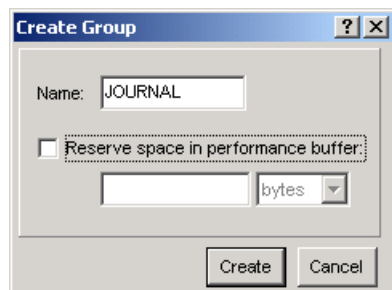 Create Group
Name: JOURNAL
Reserve space in performance buffer:
bytes
Create Cancel